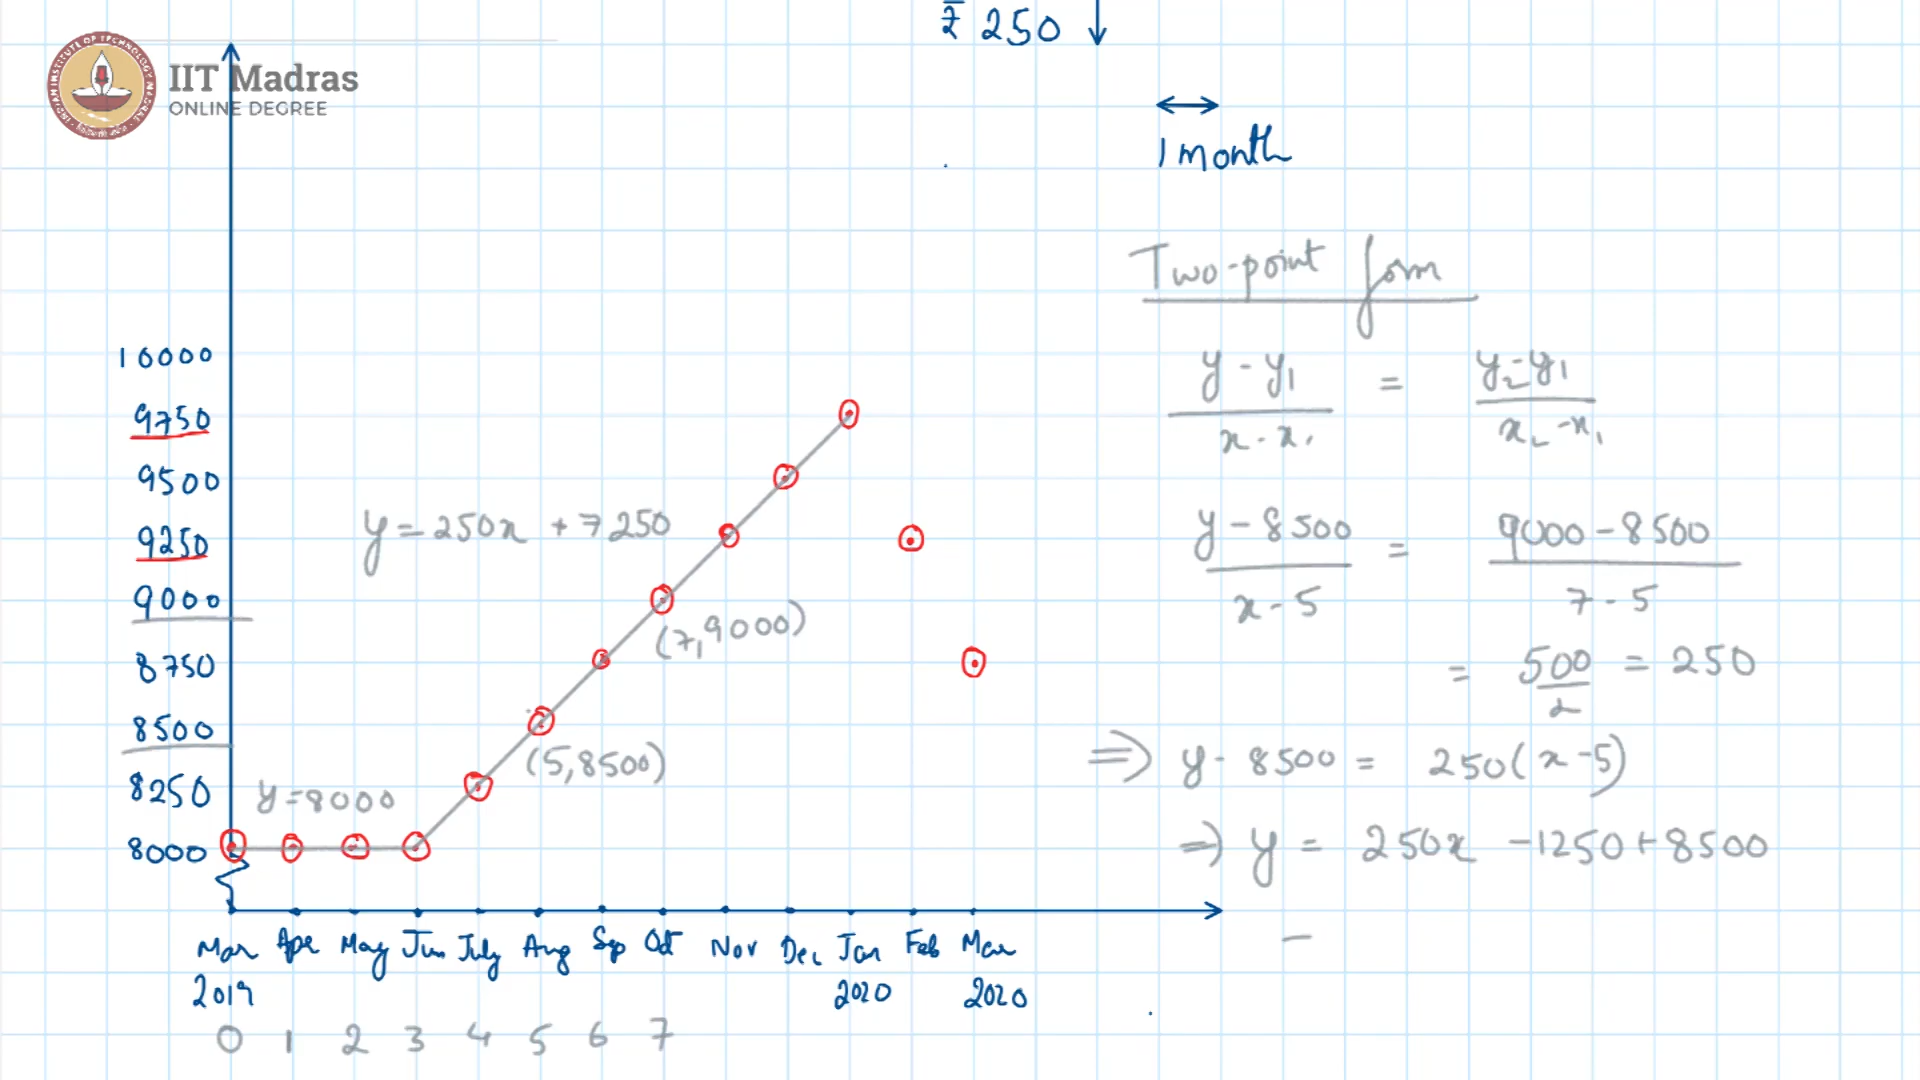 ₹ 250
IIT Madras
ONLINE DEGREE
1 month
Two-point form
y - y₁ / x - x₁ = y₂ - y₁ / x₂ - x₁
16000
9750
9500
9250
9000
8750
8500
8250
8000
y = 250x + 7250
(7,9000)
(5,8500)
y = 8000
y - 8500 / x - 5 = 9000 - 8500 / 7 - 5
= 500 / 2 = 250
⇒ y - 8500 = 250(x - 5)
⇒ y = 250x - 1250 + 8500
Mar Apr May Jun July Aug Sep Oct Nov Dec Jan Feb Mar
2019 2020 2020
0 1 2 3 4 5 6 7